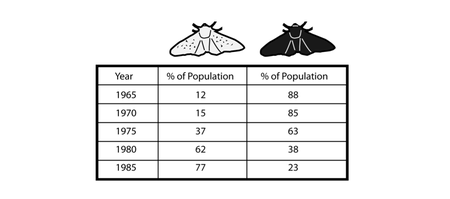 Year % of Population % of Population
1965 12 88
1970 15 85
1975 37 63
1980 62 38
1985 77 23